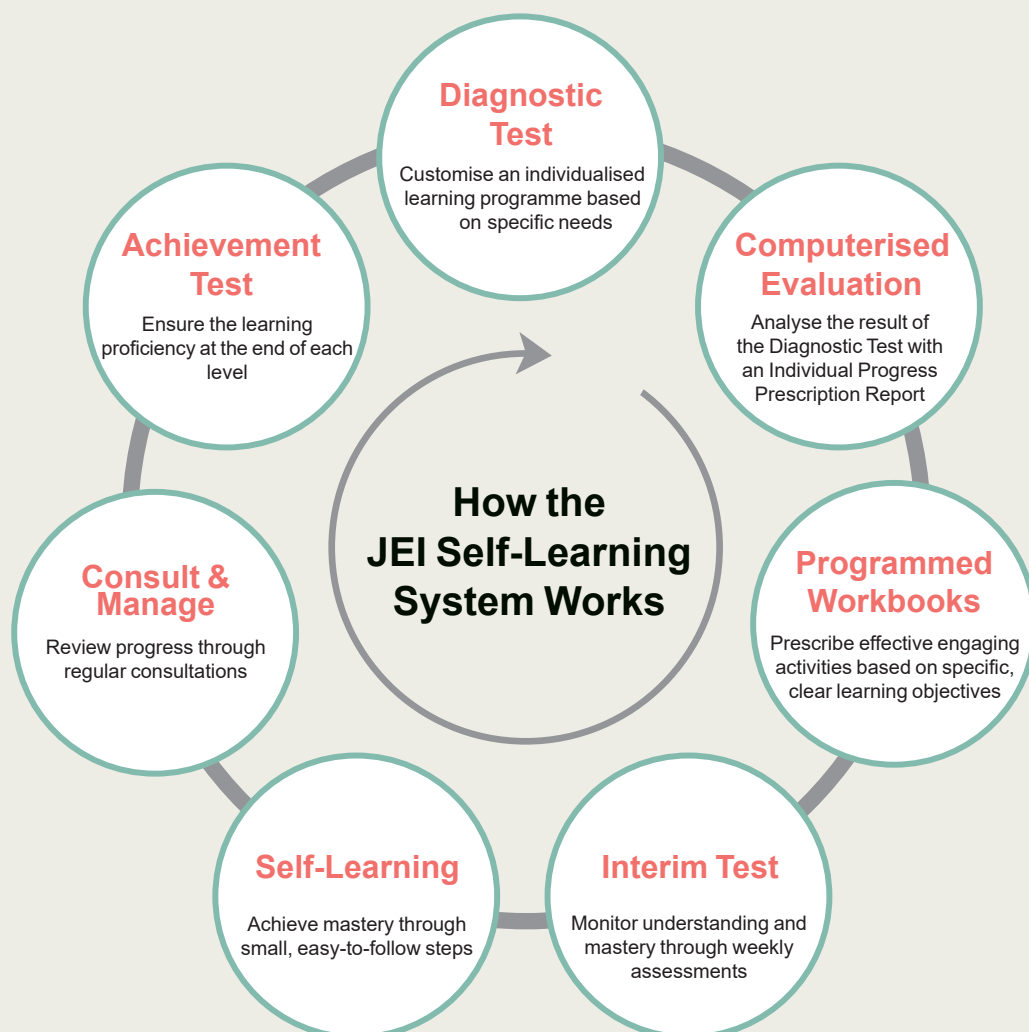 Diagnostic
Test
Customise an individualised
learning programme based
on specific needs
Computerised
Evaluation
Analyse the result of
the Diagnostic Test with
an Individual Progress
Prescription Report
Programmed
Workbooks
Prescribe effective engaging
activities based on specific,
clear learning objectives
Interim Test
Monitor understanding and
mastery through weekly
assessments
Self-Learning
Achieve mastery through
small, easy-to-follow steps
Consult &
Manage
Review progress through
regular consultations
Achievement
Test
Ensure the learning
proficiency at the end of each
level
How the
JEI Self-Learning
System Works